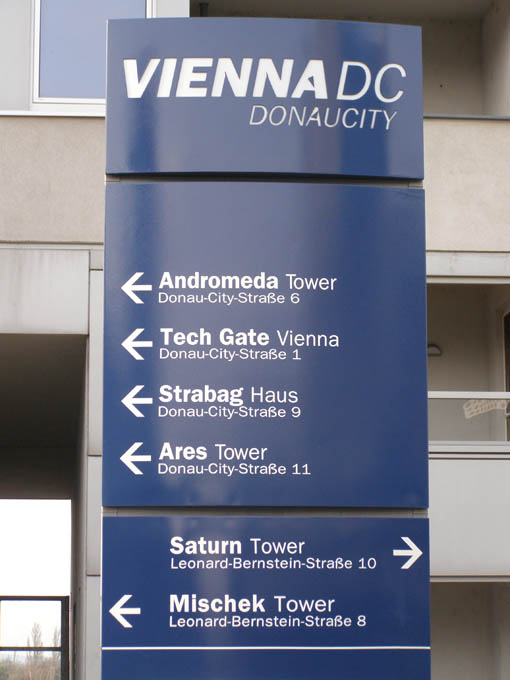 VIENNADC
DONAUCITY
Andromeda Tower
Donau-City-Straße 6
Tech Gate Vienna
Donau-City-Straße 1
Strabag Haus
Donau-City-Straße 9
Ares Tower
Donau-City-Straße 11
Saturn Tower
Leonard-Bernstein-Straße 10
Mischek Tower
Leonard-Bernstein-Straße 8